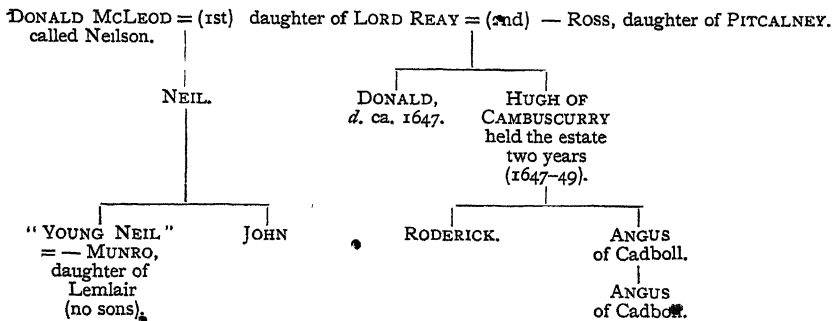 DONALD MCLEOD = (1st) daughter of LORD REAY = (2nd) — ROSS, daughter of PITCALNEY.
called Neilson.
NEIL.
DONALD,
d. ca. 1647.
HUGH OF
CAMBUSCURRY
held the estate
two years
(1647–49).
"YOUNG NEIL"
= — MUNRO,
daughter of
Lemlair
(no sons).
JOHN
RODERICK.
ANGUS
of Cadboll.
ANGUS
of Cadboll.